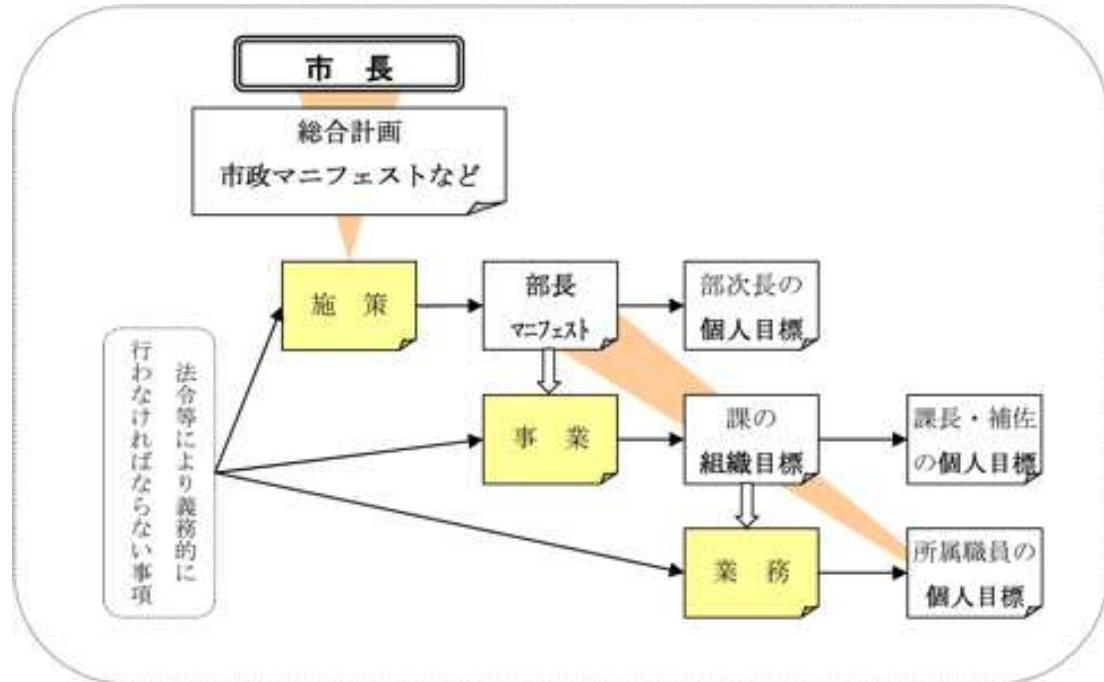 市 長
総合計画
市政マニフェストなど
施 策
部長
マニフェスト
部次長の
個人目標
法令等により義務的に
行わなければならない事項
事 業
課の
組織目標
課長・補佐
の個人目標
業 務
所属職員の
個人目標